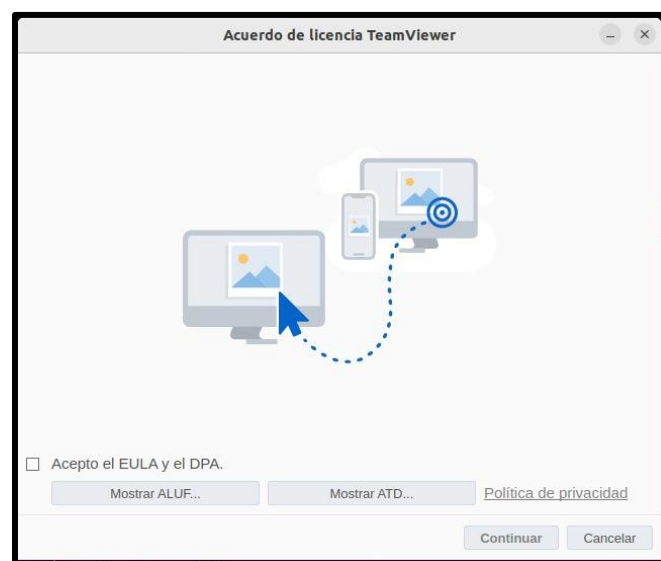 Acuerdo de licencia TeamViewer
Acepto el EULA y el DPA.
Mostrar ALUF... Mostrar ATD... Política de privacidad
Continuar Cancelar